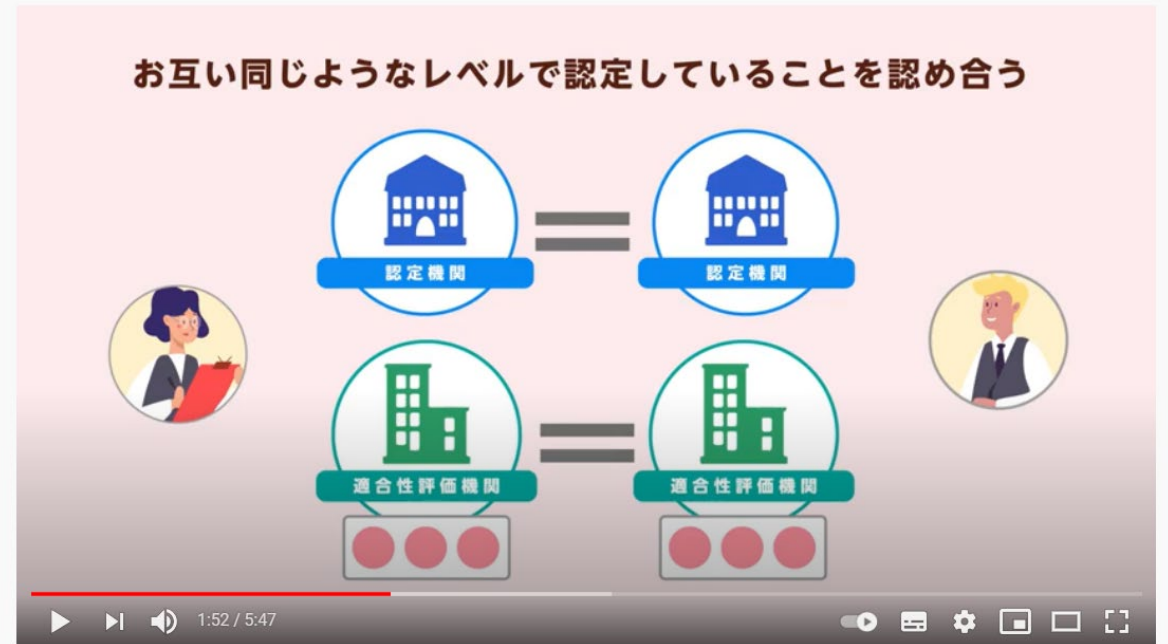 お互い同じようなレベルで認定していることを認め合う
認定機関
認定機関
適合性評価機関
適合性評価機関
1:52 / 5:47